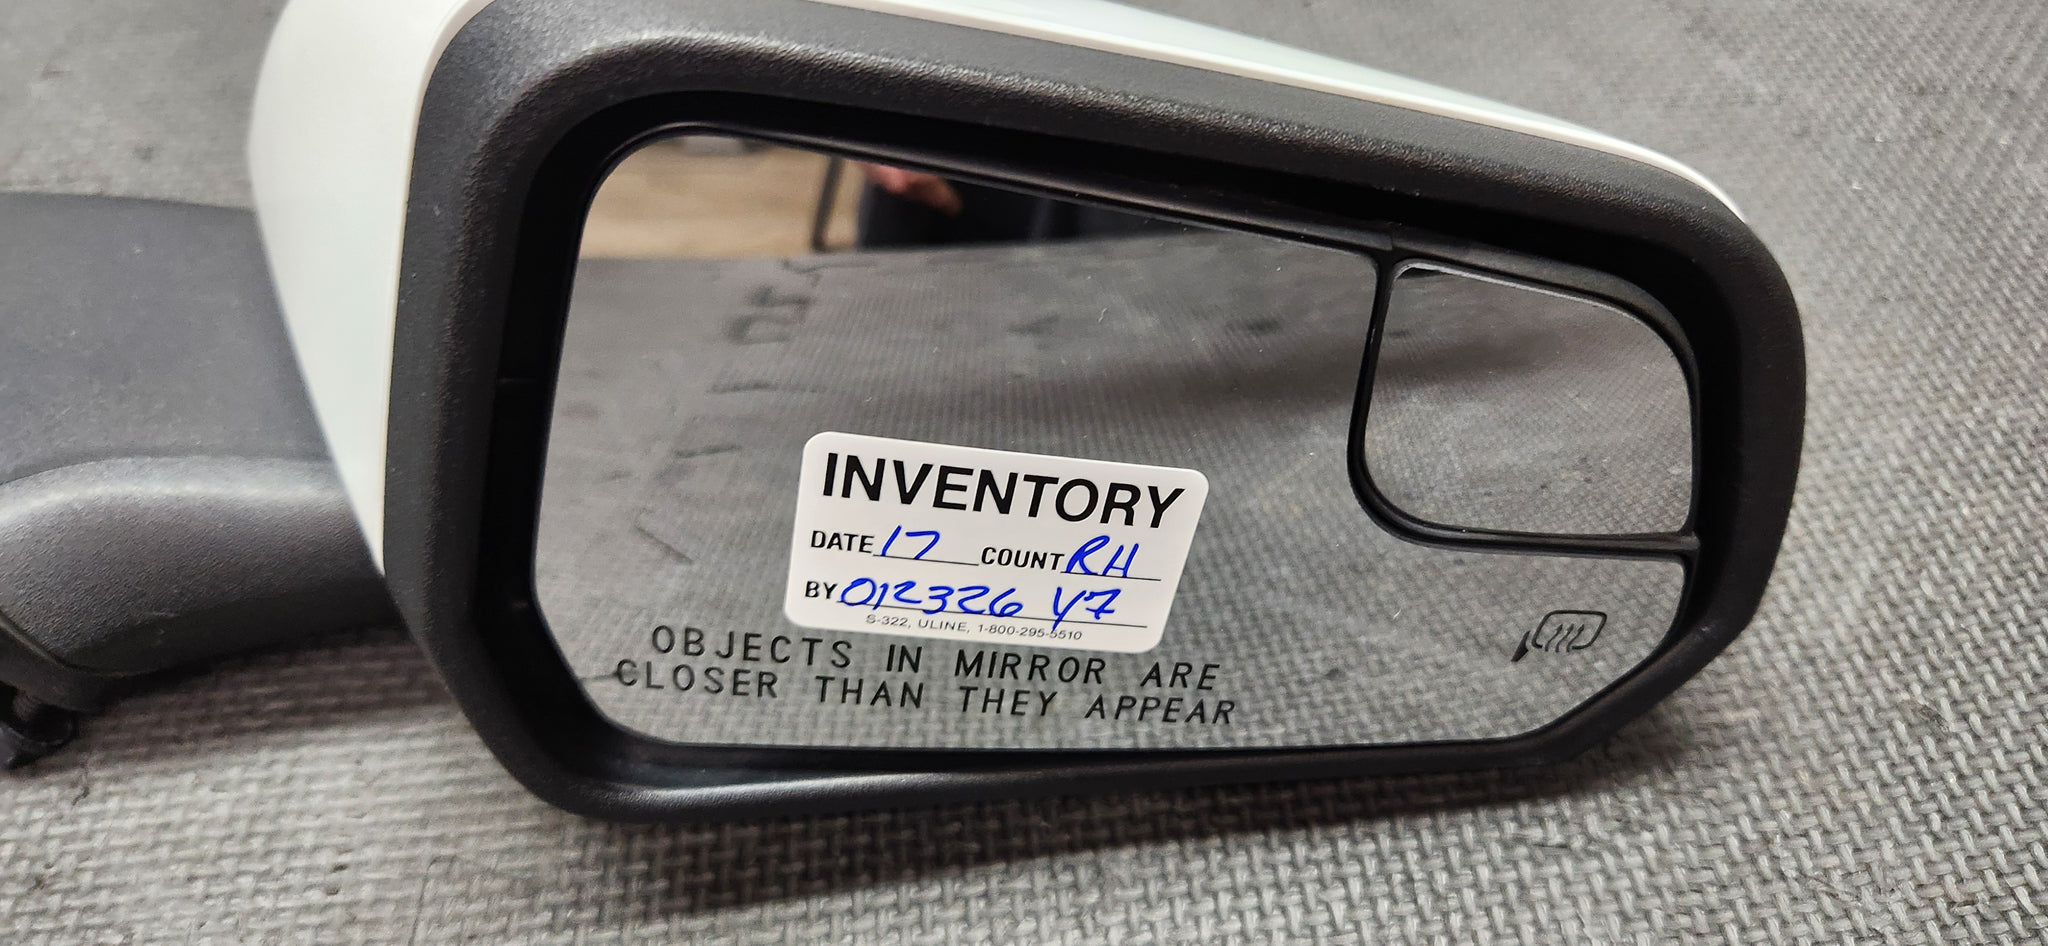 INVENTORY
DATE 17 COUNT RH
BY 012326 Y7
S-322, ULINE, 1-800-295-5510
OBJECTS IN MIRROR ARE
CLOSER THAN THEY APPEAR